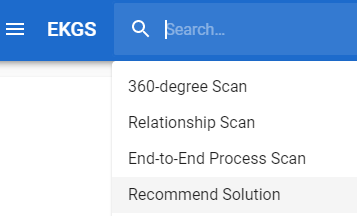 EKGS
Search...
360-degree Scan
Relationship Scan
End-to-End Process Scan
Recommend Solution